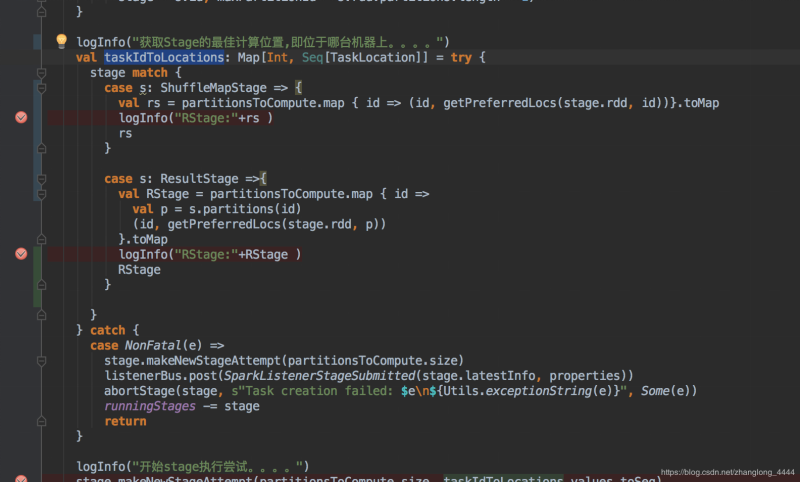 }
logInfo("获取Stage的最佳计算位置,即位于哪台机器上。。。。")
val taskIdToLocations: Map[Int, Seq[TaskLocation]] = try {
stage match {
case s: ShuffleMapStage => {
val rs = partitionsToCompute.map { id => (id, getPreferredLocs(stage.rdd, id))}.toMap
logInfo("RStage:"+rs )
rs
}
case s: ResultStage =>{
val RStage = partitionsToCompute.map { id =>
val p = s.partitions(id)
(id, getPreferredLocs(stage.rdd, p))
}.toMap
logInfo("RStage:"+RStage )
RStage
}
}
} catch {
case NonFatal(e) =>
stage.makeNewStageAttempt(partitionsToCompute.size)
listenerBus.post(SparkListenerStageSubmitted(stage.latestInfo, properties))
abortStage(stage, s"Task creation failed: $e\n${Utils.exceptionString(e)}", Some(e))
runningStages -= stage
return
}
logInfo("开始stage执行尝试。。。。")
stage.makeNewStageAttempt(partitionsToCompute.size, taskIdToLocations.values.toSeq)
https://blog.csdn.net/zhanglong_4444